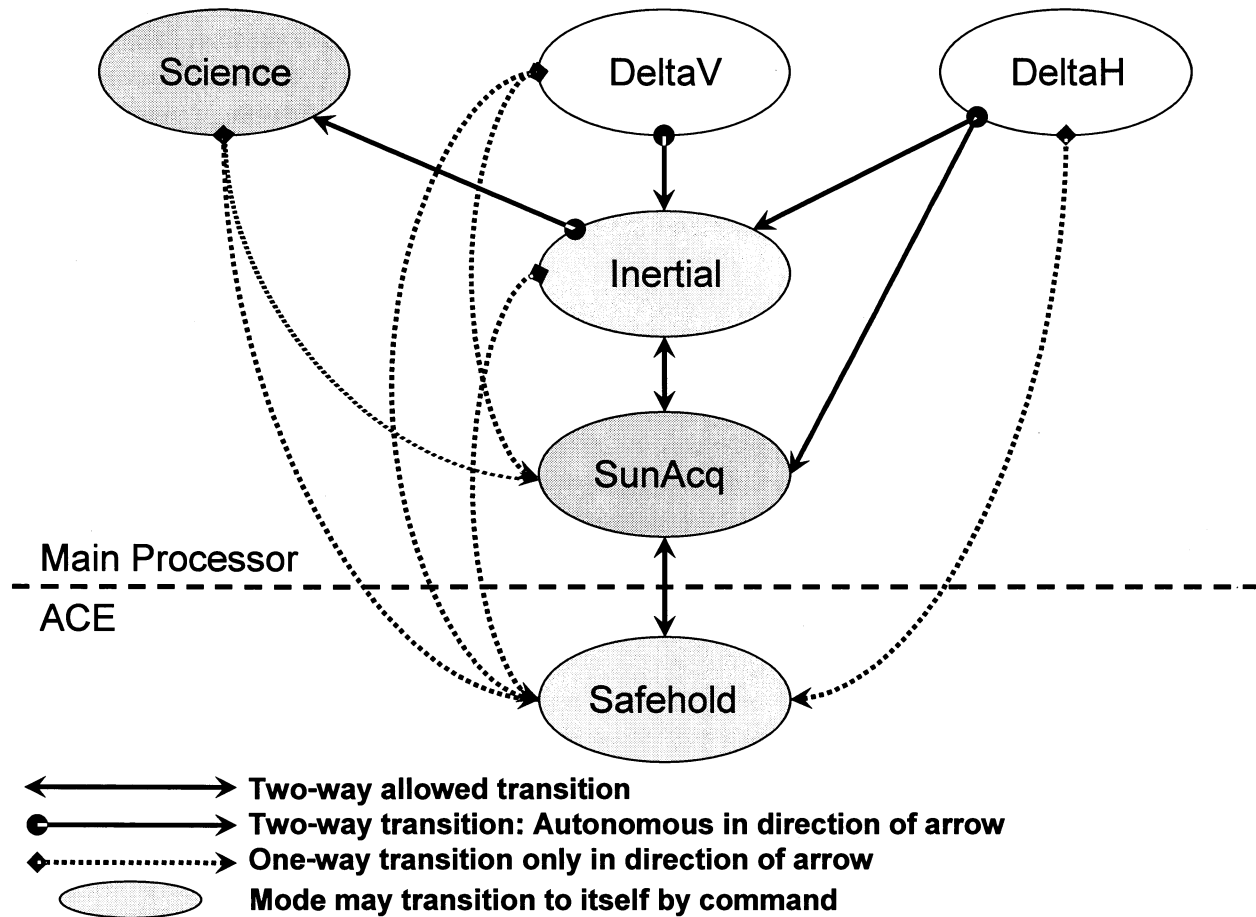 Science
DeltaV
DeltaH
Inertial
SunAcq
Main Processor
ACE
Safehold
Two-way allowed transition
Two-way transition: Autonomous in direction of arrow
One-way transition only in direction of arrow
Mode may transition to itself by command